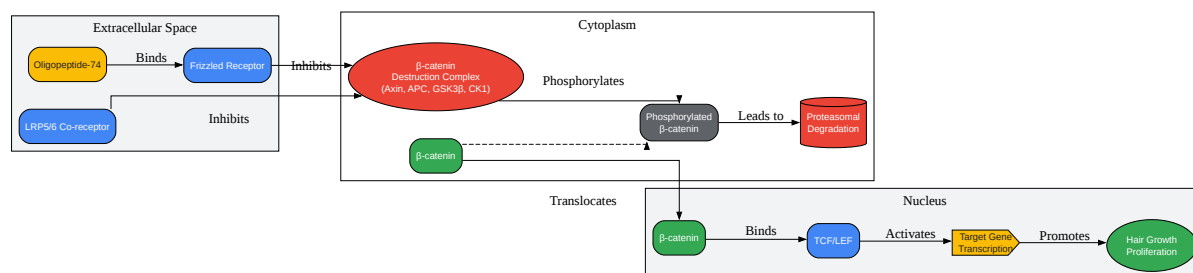 Extracellular Space
Oligopeptide-74
Binds
Frizzled Receptor
Inhibits
LRP5/6 Co-receptor
Inhibits
Cytoplasm
β-catenin
Destruction Complex
(Axin, APC, GSK3β, CK1)
Phosphorylates
Phosphorylated
β-catenin
Leads to
Proteasomal
Degradation
β-catenin
Translocates
Nucleus
β-catenin
Binds
TCF/LEF
Activates
Target Gene
Transcription
Promotes
Hair Growth
Proliferation